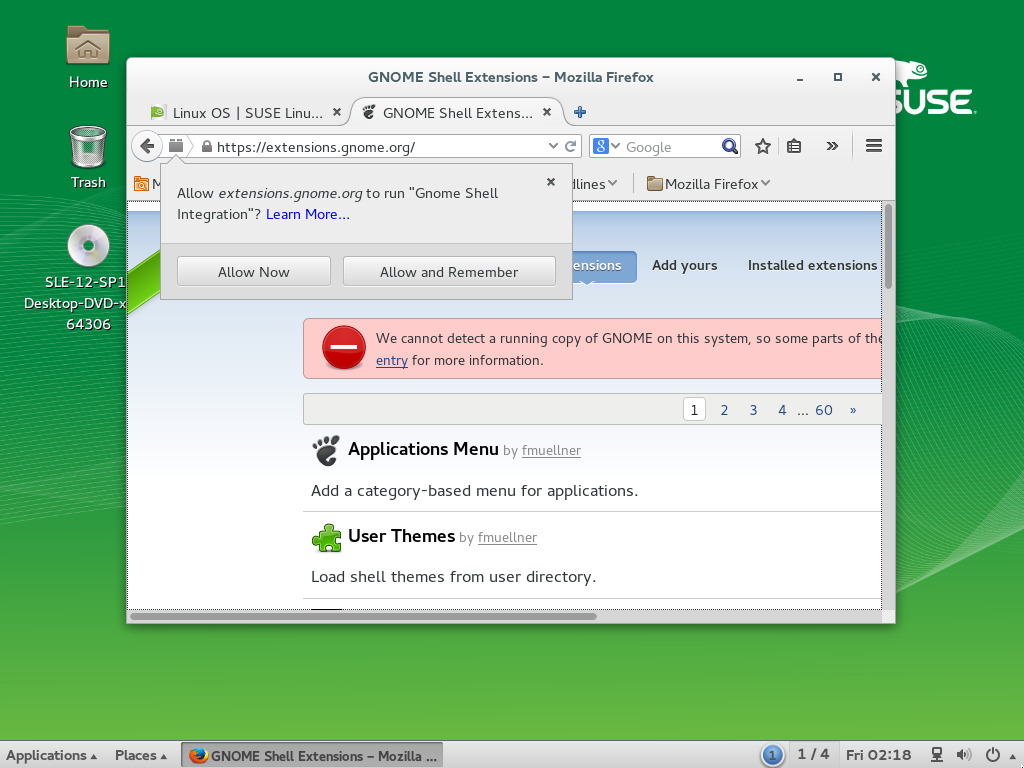 Home
Trash
SLE-12-SP1
Desktop-DVD-x
64306
SUSE
GNOME Shell Extensions – Mozilla Firefox
Linux OS | SUSE Linu...
GNOME Shell Extens...
https://extensions.gnome.org/
8
Google
M
dlines
Mozilla Firefox
Allow extensions.gnome.org to run "Gnome Shell
Integration"? Learn More...
Allow Now
Allow and Remember
ensions
Add yours
Installed extensions
We cannot detect a running copy of GNOME on this system, so some parts of the
entry for more information.
1 2 3 4 ... 60 »
Applications Menu by fmuellner
Add a category-based menu for applications.
User Themes by fmuellner
Load shell themes from user directory.
Applications
Places
GNOME Shell Extensions – Mozilla ...
1
1 / 4
Fri 02:18